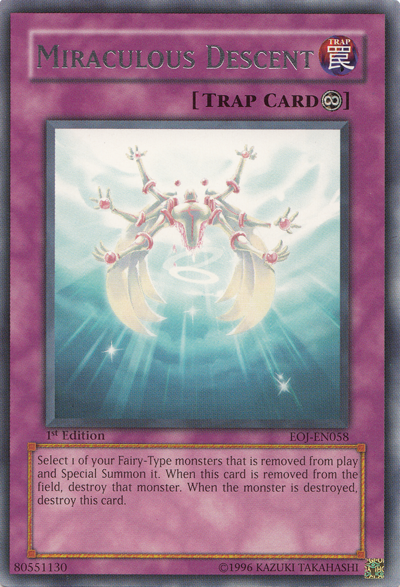 MIRACULOUS DESCENT
TRAP
罠
[TRAP CARD]
1st Edition
EOJ-EN058
Select 1 of your Fairy-Type monsters that is removed from play
and Special Summon it. When this card is removed from the
field, destroy that monster. When the monster is destroyed,
destroy this card.
80551130
©1996 KAZUKI TAKAHASHI